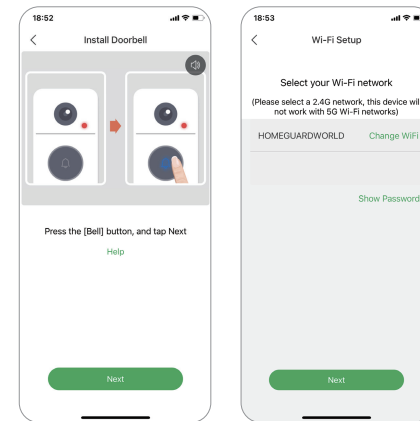 18:52
Install Doorbell
Press the [Bell] button, and tap Next
Help
Next
18:53
Wi-Fi Setup
Select your Wi-Fi network
(Please select a 2.4G network, this device will
not work with 5G Wi-Fi networks)
HOMEGUARDWORLD Change WiFi
Show Password
Next